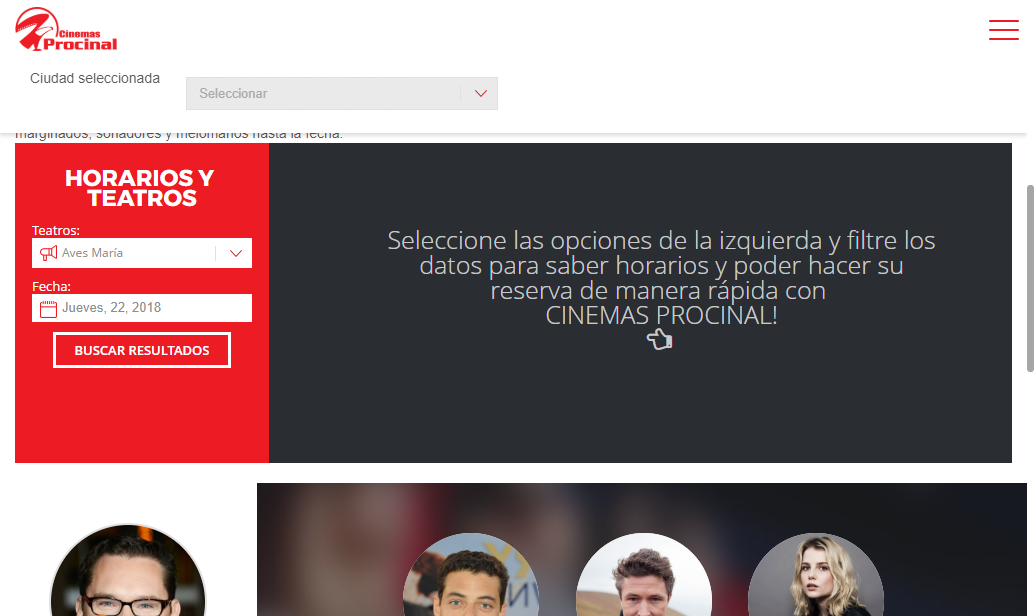 Cinemas
Procinal
Ciudad seleccionada
Seleccionar
marginados, soñadores y melómanos hasta la fecha.
HORARIOS Y
TEATROS
Teatros:
Aves María
Fecha:
Jueves, 22, 2018
BUSCAR RESULTADOS
Seleccione las opciones de la izquierda y filtre los
datos para saber horarios y poder hacer su
reserva de manera rápida con
CINEMAS PROCINAL!